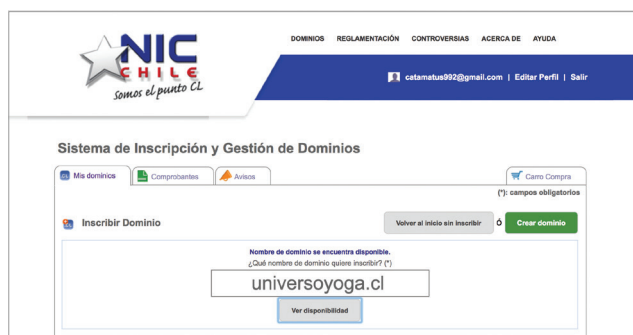 NIC
CHILE
somos el punto CL
DOMINIOS REGLAMENTACIÓN CONTROVERSIAS ACERCA DE AYUDA
catamatus992@gmail.com | Editar Perfil | Salir
Sistema de Inscripción y Gestión de Dominios
Mis dominios Comprobantes Avisos Carro Compra
(*): campos obligatorios
Inscribir Dominio Volver al inicio sin inscribir Ó Crear dominio
Nombre de dominio se encuentra disponible.
¿Qué nombre de dominio quiere inscribir? (*)
universoyoga.cl
Ver disponibilidad